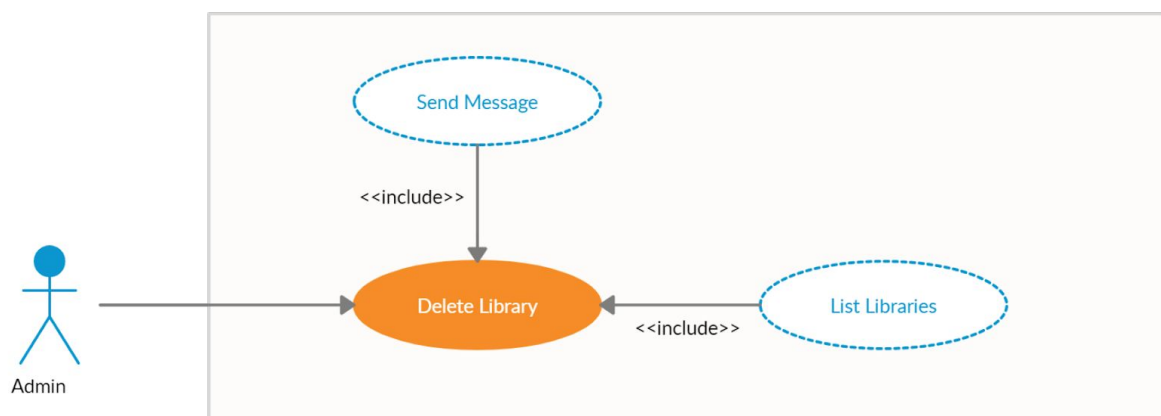 Send Message
<<include>>
Delete Library
List Libraries
<<include>>
Admin